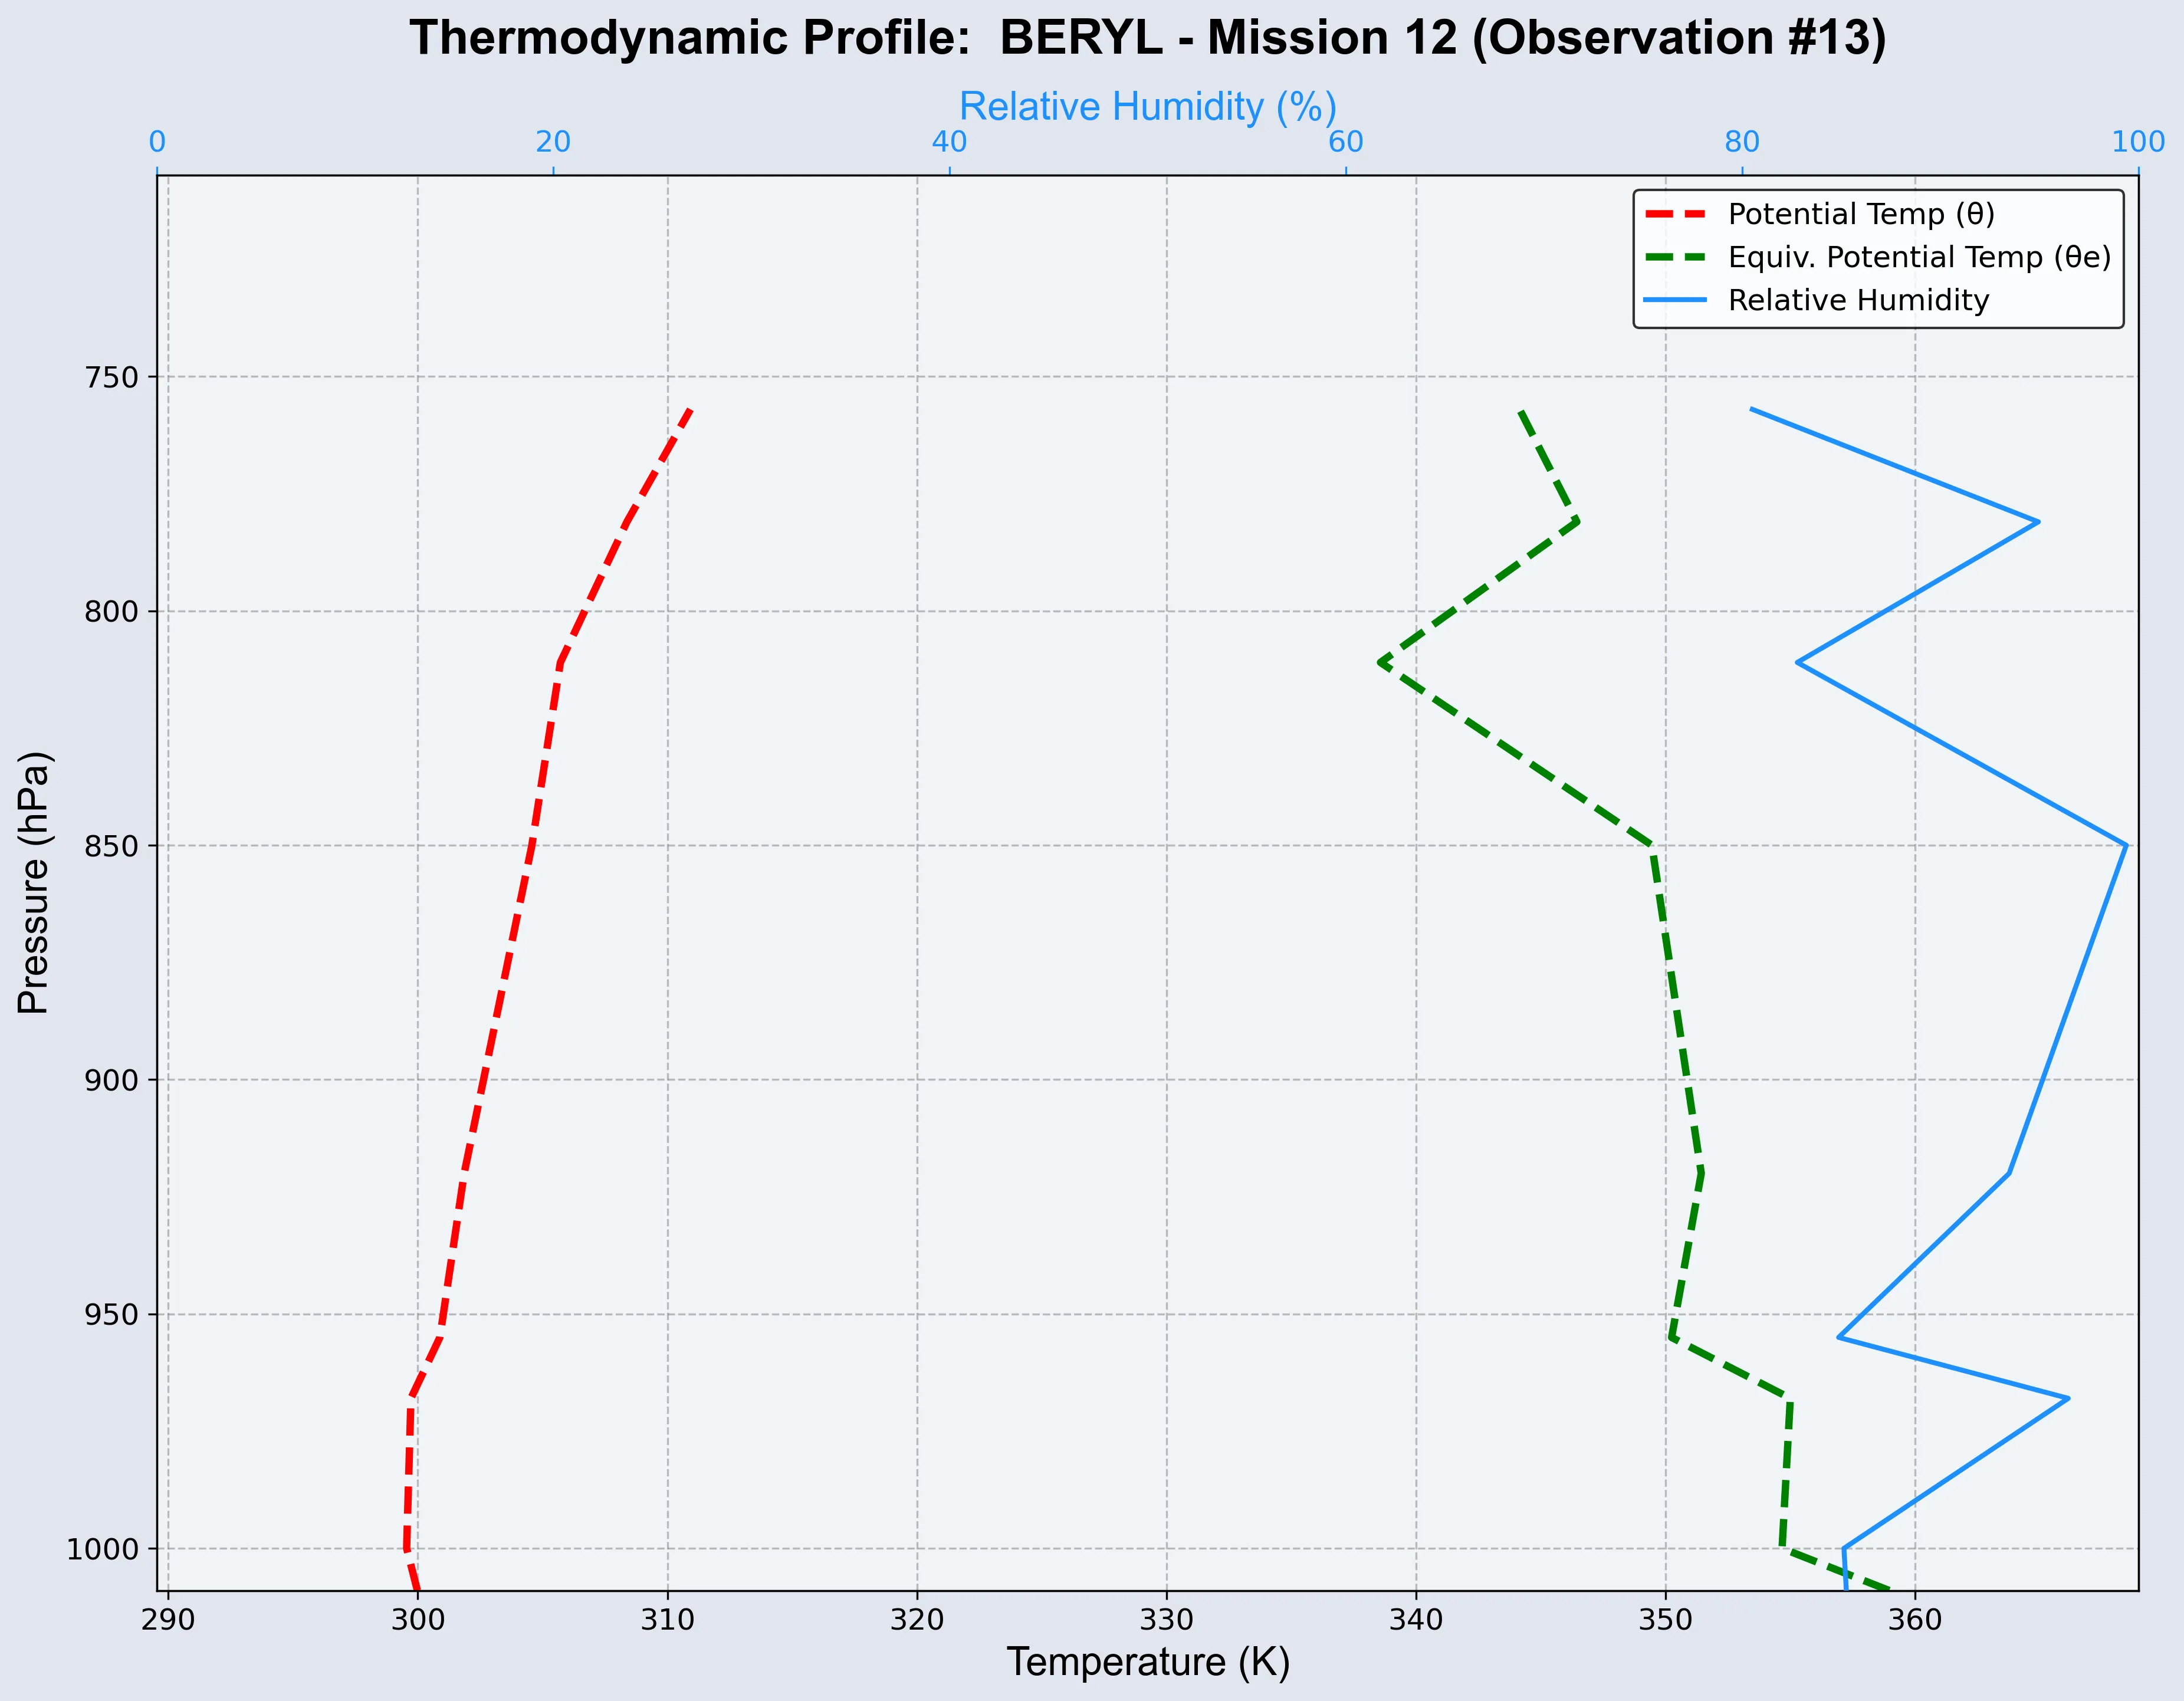 Thermodynamic Profile:  BERYL - Mission 12 (Observation #13)
Relative Humidity (%)
0 20 40 60 80 100
Potential Temp (θ)
Equiv. Potential Temp (θe)
Relative Humidity
Pressure (hPa)
750
800
850
900
950
1000
290 300 310 320 330 340 350 360
Temperature (K)